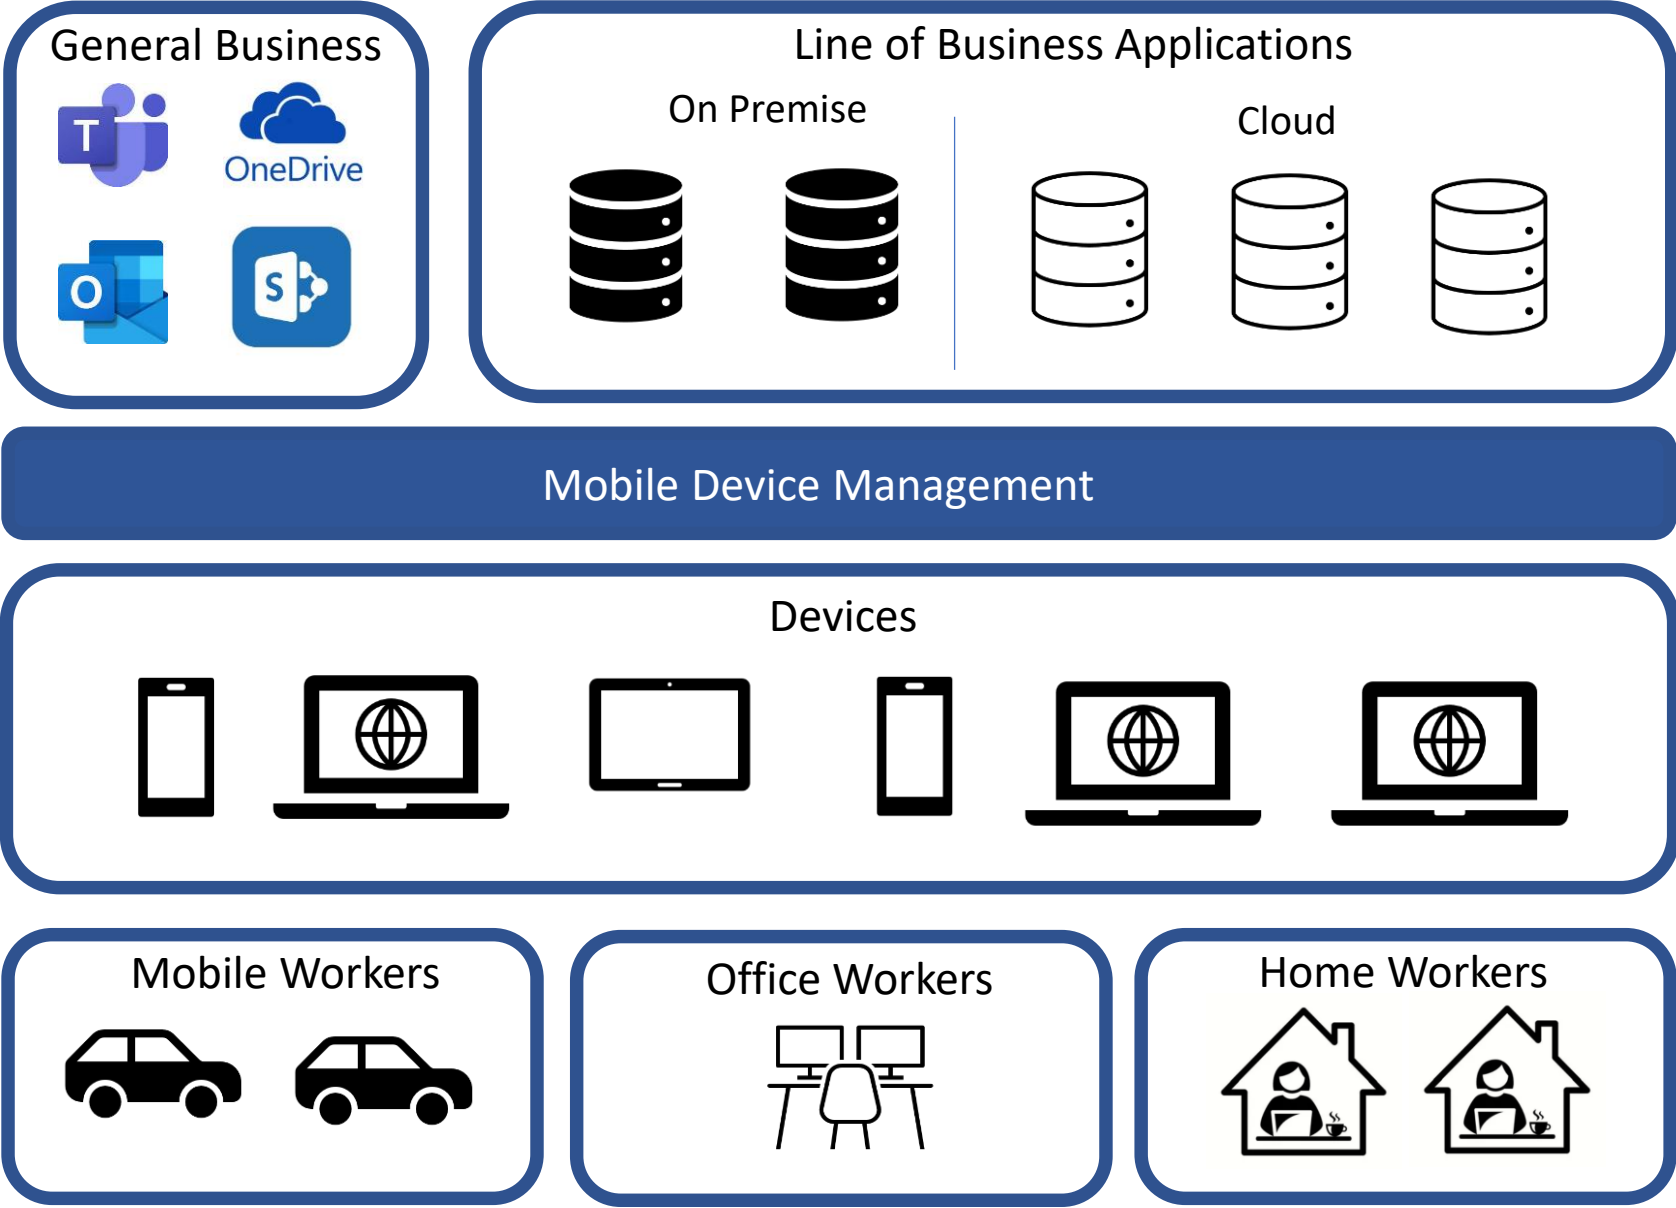 General Business
T
OneDrive
O
S
Line of Business Applications
On Premise
Cloud
Mobile Device Management
Devices
Mobile Workers
Office Workers
Home Workers